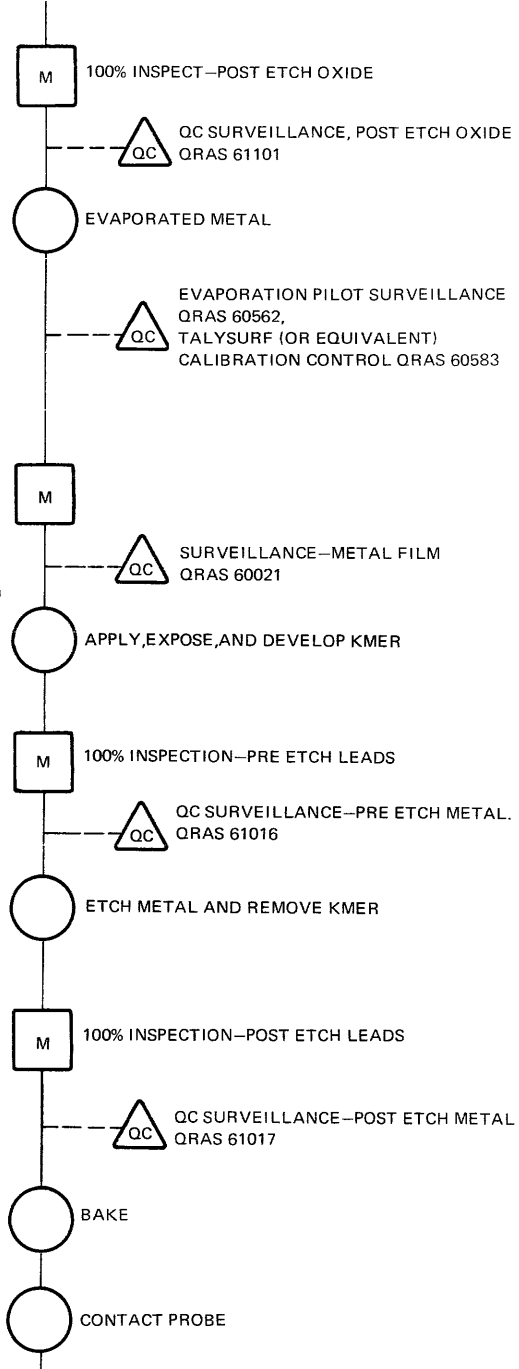 M
100% INSPECT—POST ETCH OXIDE
QC
QC SURVEILLANCE, POST ETCH OXIDE
QRAS 61101
EVAPORATED METAL
QC
EVAPORATION PILOT SURVEILLANCE
QRAS 60562,
TALYSURF (OR EQUIVALENT)
CALIBRATION CONTROL QRAS 60583
M
QC
SURVEILLANCE—METAL FILM
QRAS 60021
APPLY,EXPOSE,AND DEVELOP KMER
M
100% INSPECTION—PRE ETCH LEADS
QC
QC SURVEILLANCE—PRE ETCH METAL.
QRAS 61016
ETCH METAL AND REMOVE KMER
M
100% INSPECTION—POST ETCH LEADS
QC
QC SURVEILLANCE—POST ETCH METAL
QRAS 61017
BAKE
CONTACT PROBE